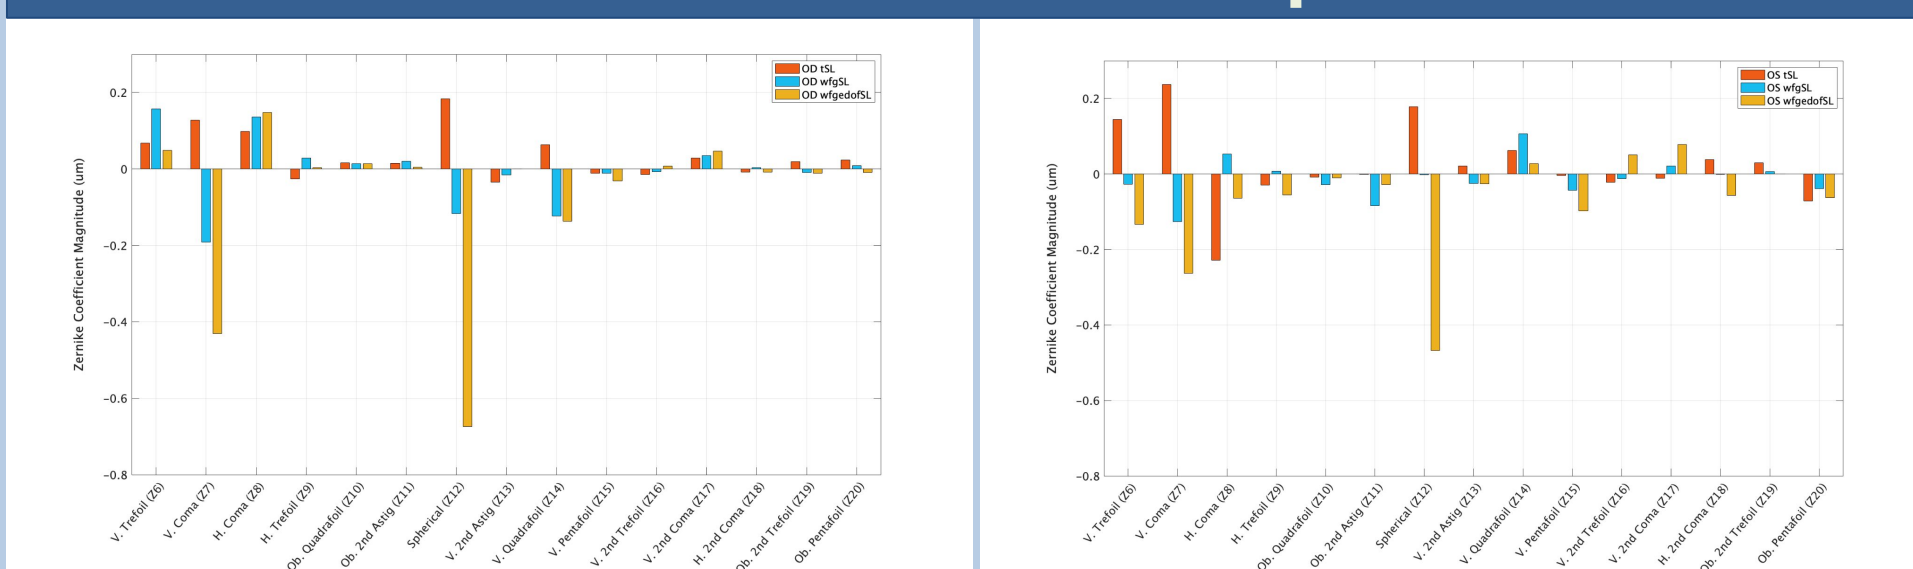 OD tSL
OD wfgSL
OD wfgedofSL
0.2
0
−0.2
−0.4
−0.6
−0.8
Zernike Coefficient Magnitude (um)
V. Trefoil (Z6)
V. Coma (Z7)
H. Coma (Z8)
H. Trefoil (Z9)
Ob. Quadrafoil (Z10)
Ob. 2nd Astig (Z11)
Spherical (Z12)
V. 2nd Astig (Z13)
V. Quadrafoil (Z14)
V. Pentafoil (Z15)
V. 2nd Trefoil (Z16)
V. 2nd Coma (Z17)
H. 2nd Coma (Z18)
Ob. 2nd Trefoil (Z19)
Ob. Pentafoil (Z20)
OS tSL
OS wfgSL
OS wfgedofSL
0.2
0
−0.2
−0.4
−0.6
−0.8
Zernike Coefficient Magnitude (um)
V. Trefoil (Z6)
V. Coma (Z7)
H. Coma (Z8)
H. Trefoil (Z9)
Ob. Quadrafoil (Z10)
Ob. 2nd Astig (Z11)
Spherical (Z12)
V. 2nd Astig (Z13)
V. Quadrafoil (Z14)
V. Pentafoil (Z15)
V. 2nd Trefoil (Z16)
V. 2nd Coma (Z17)
H. 2nd Coma (Z18)
Ob. 2nd Trefoil (Z19)
Ob. Pentafoil (Z20)